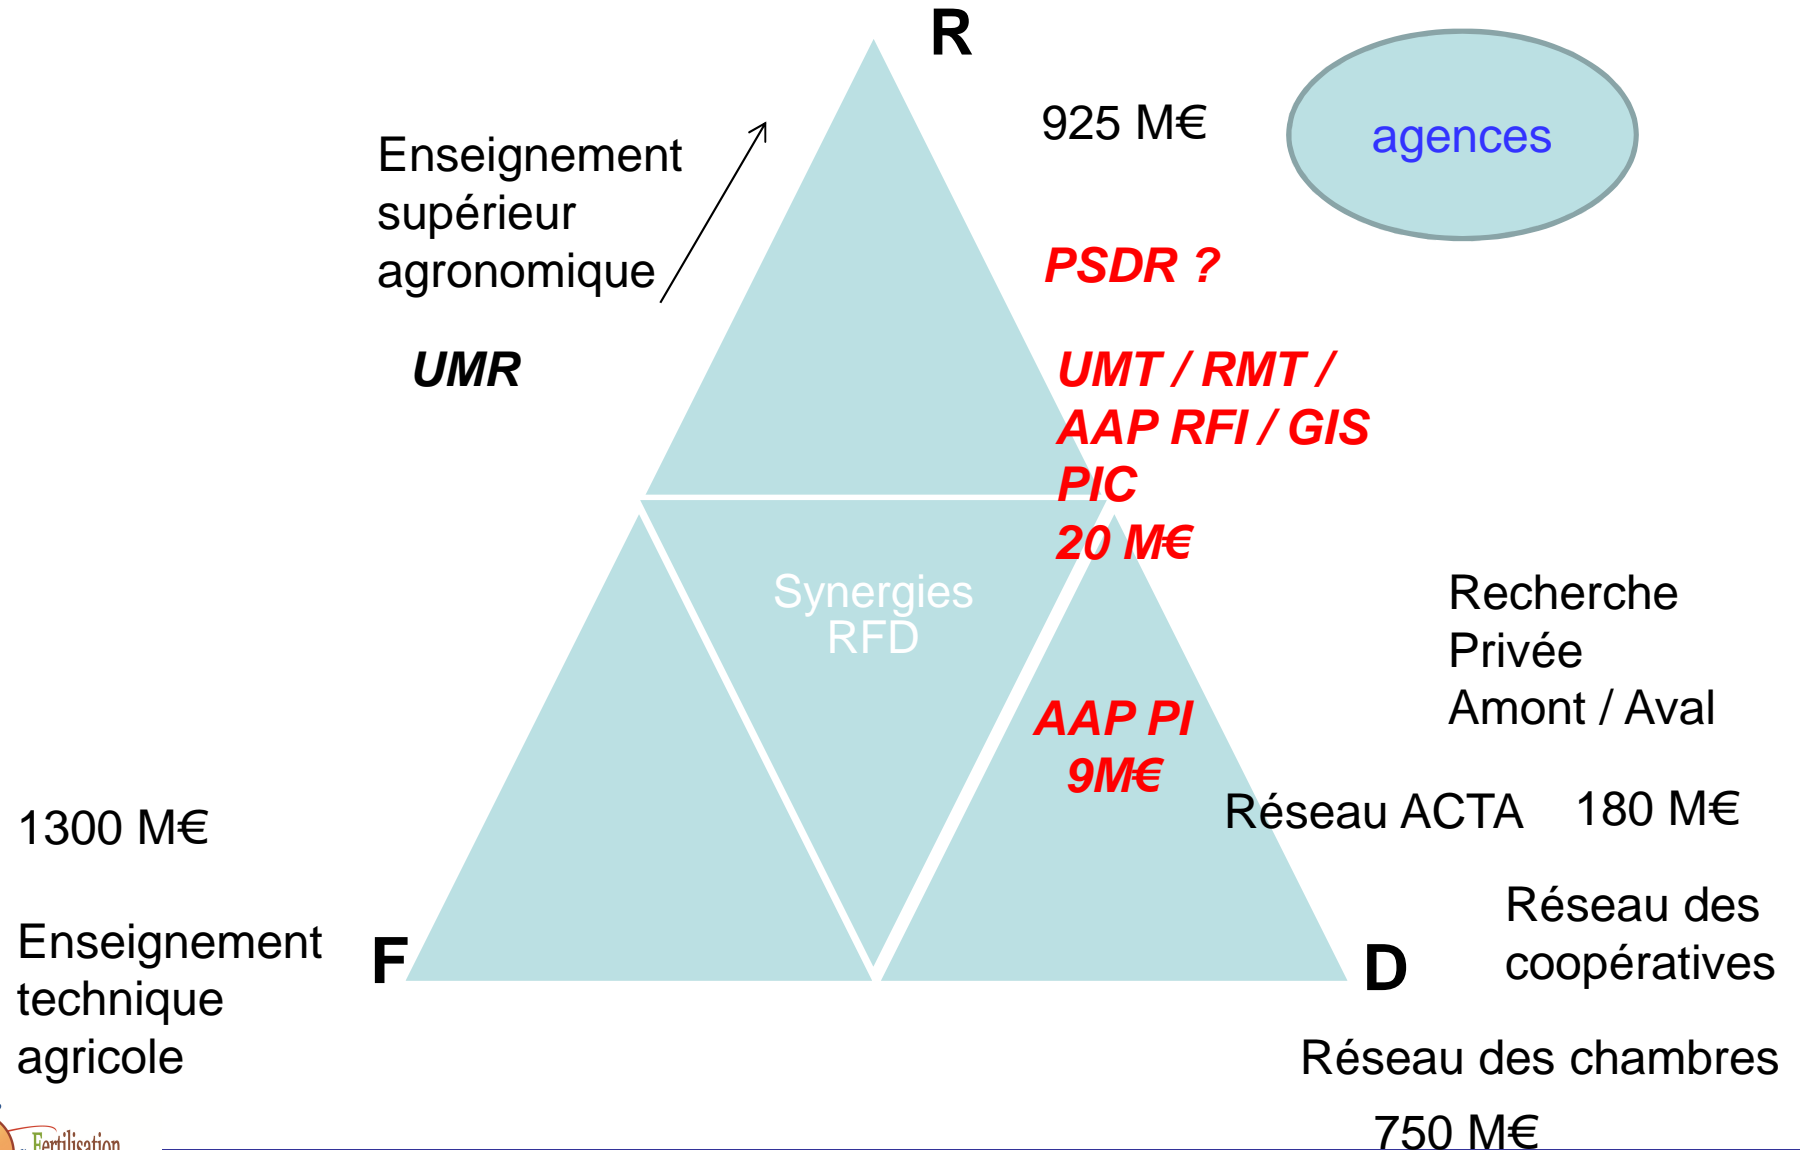 R
925 M€
agences
Enseignement
supérieur
agronomique
PSDR ?
UMR
UMT / RMT /
AAP RFI / GIS
PIC
20 M€
Synergies
RFD
Recherche
Privée
Amont / Aval
AAP PI
9M€
Réseau ACTA
180 M€
1300 M€
Réseau des
coopératives
Enseignement
technique
agricole
F
D
Réseau des chambres
750 M€
Fertilisation